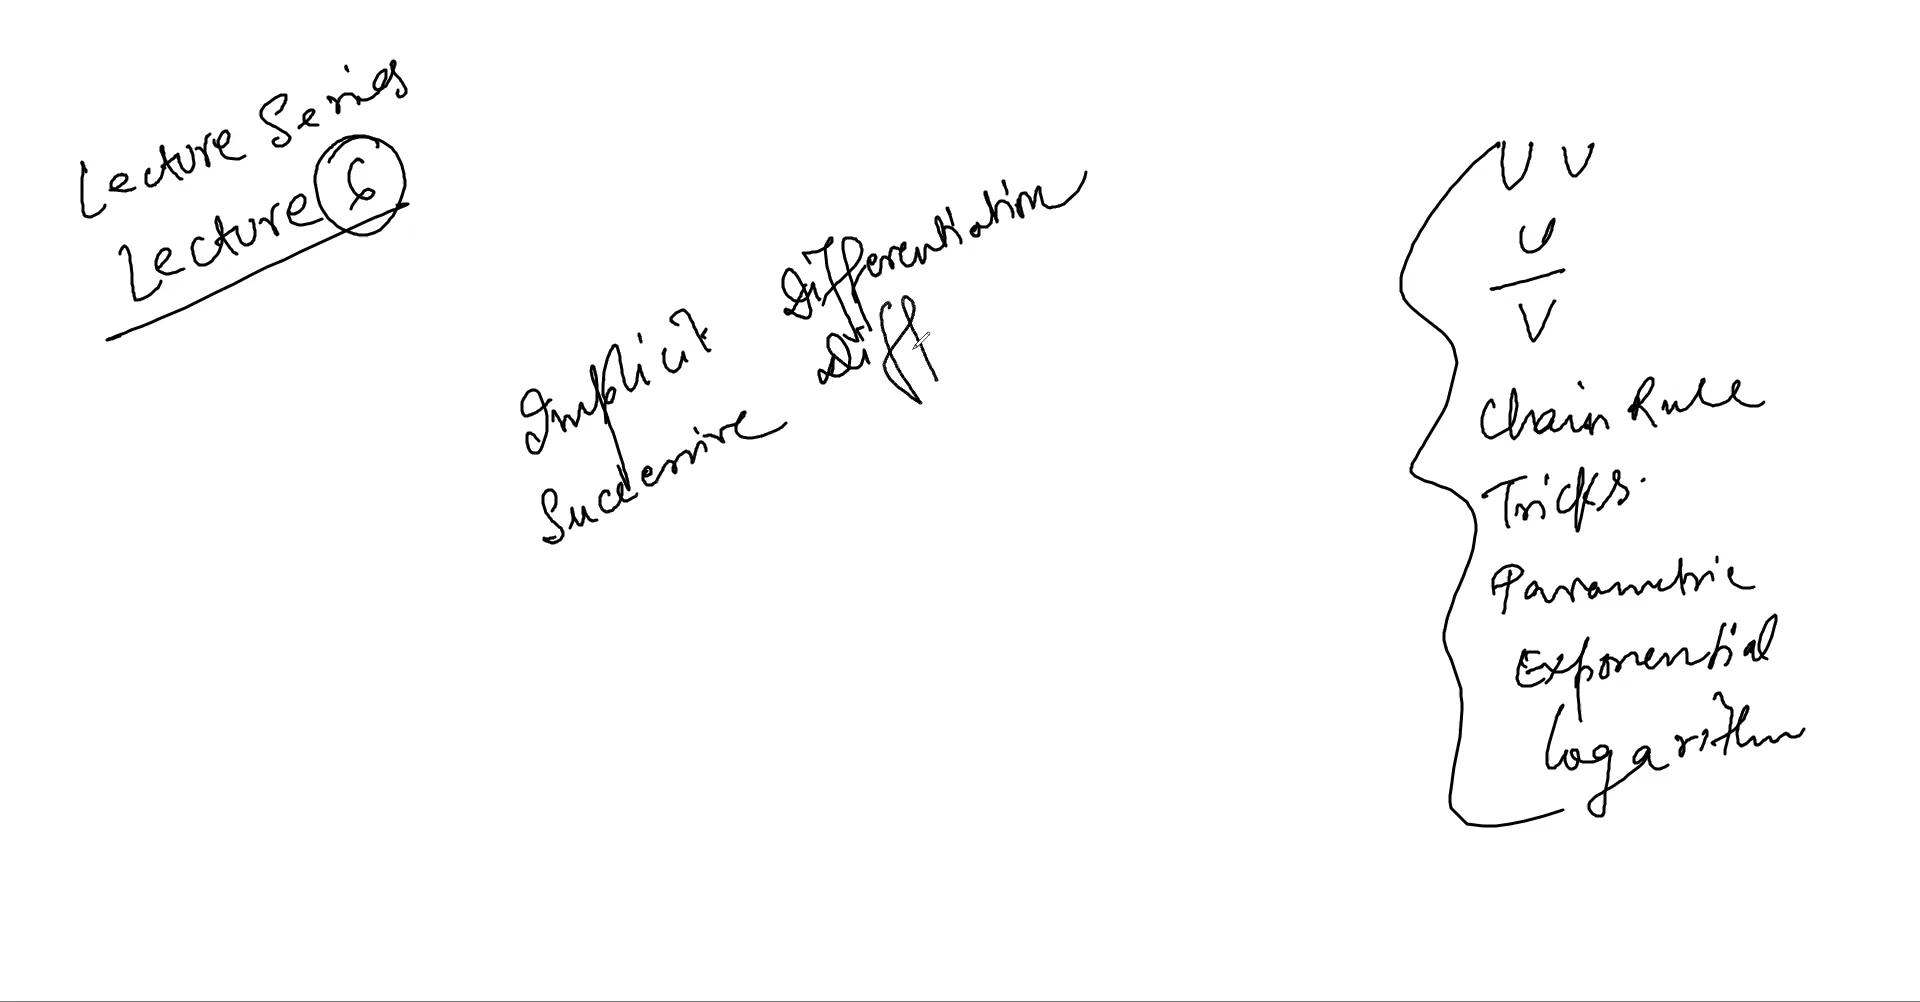 Lecture Series
Lecture 6
Implicit Differentiation
Successive Diff
U V
U
V
Chain Rule
Tricks.
Parametric
Exponential
Logarithm